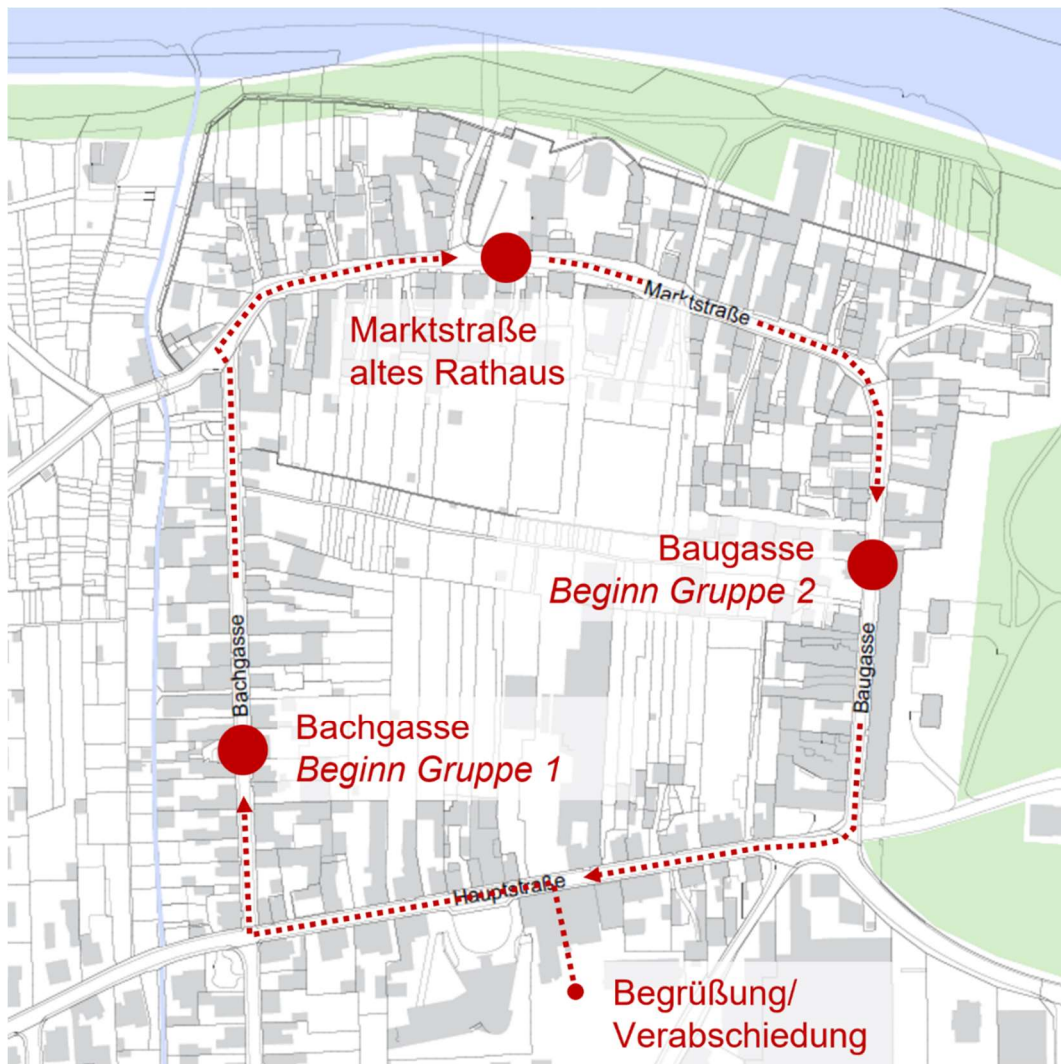 Marktstraße
Marktstraße
altes Rathaus
Baugasse
Beginn Gruppe 2
Bachgasse
Baugasse
Bachgasse
Beginn Gruppe 1
Hauptstraße
Begrüßung/
Verabschiedung